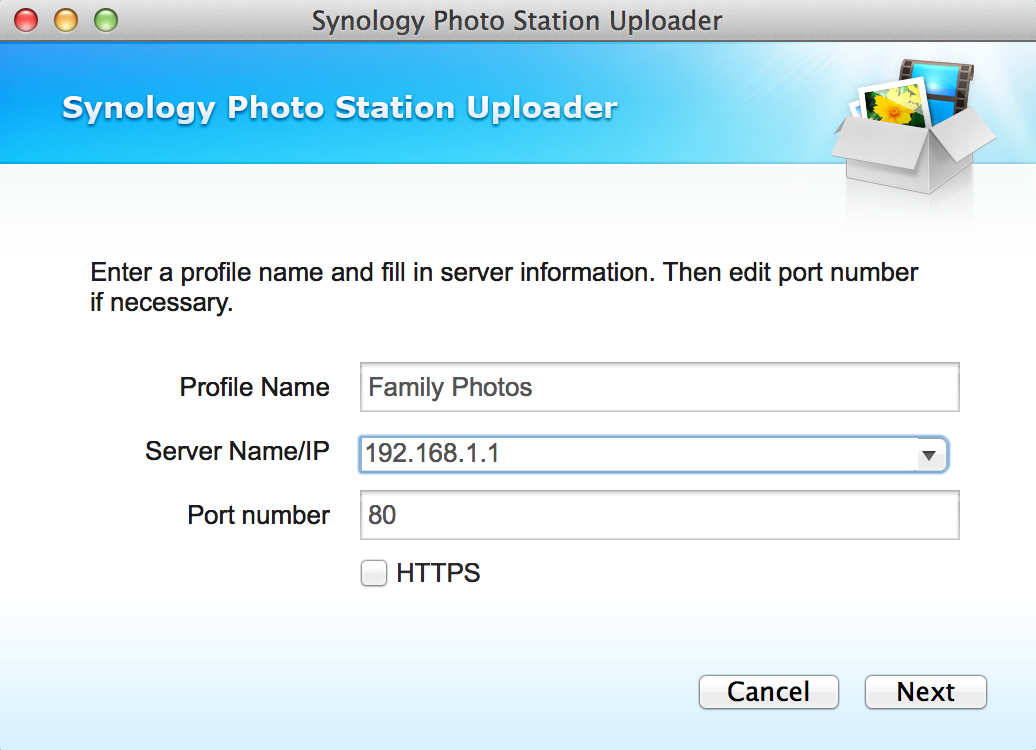 Synology Photo Station Uploader
Synology Photo Station Uploader
Enter a profile name and fill in server information. Then edit port number
if necessary.
Profile Name
Family Photos
Server Name/IP
192.168.1.1
Port number
80
HTTPS
Cancel
Next